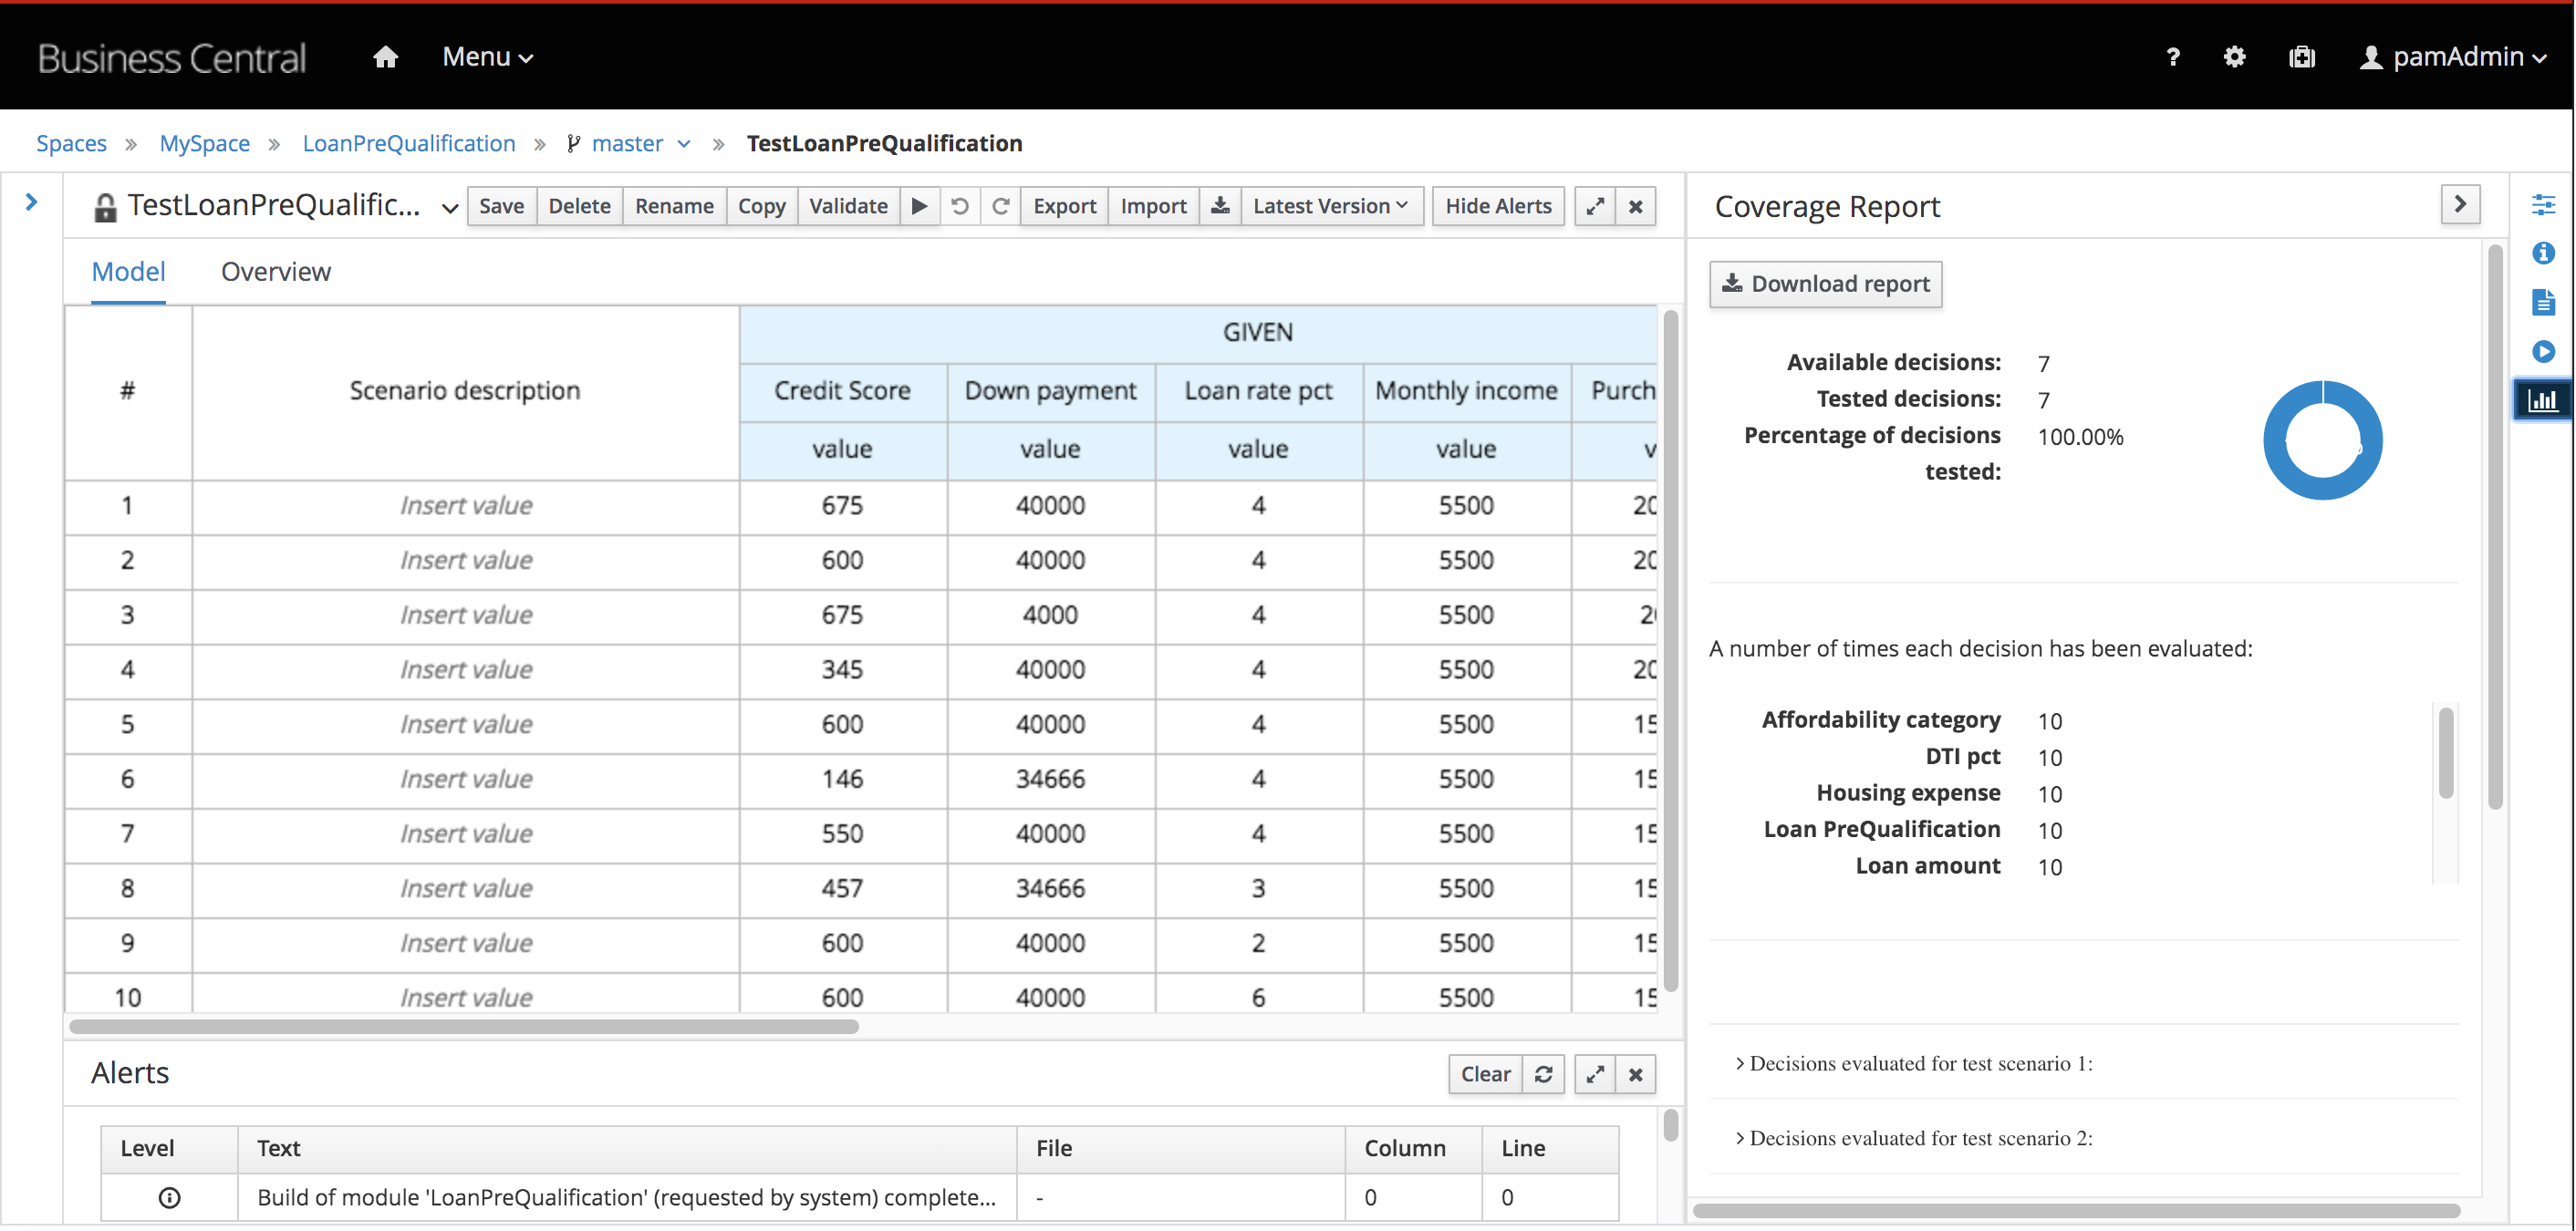 Business Central Menu ? pamAdmin
Spaces » MySpace » LoanPreQualification » master » TestLoanPreQualification
TestLoanPreQualific... Save Delete Rename Copy Validate Export Import Latest Version Hide Alerts
Model Overview
# Scenario description GIVEN
Credit Score Down payment Loan rate pct Monthly income Purch
value value value value v
1 Insert value 675 40000 4 5500 20
2 Insert value 600 40000 4 5500 20
3 Insert value 675 4000 4 5500 20
4 Insert value 345 40000 4 5500 20
5 Insert value 600 40000 4 5500 15
6 Insert value 146 34666 4 5500 15
7 Insert value 550 40000 4 5500 15
8 Insert value 457 34666 3 5500 15
9 Insert value 600 40000 2 5500 15
10 Insert value 600 40000 6 5500 15
Alerts Clear
Level Text File Column Line
Build of module 'LoanPreQualification' (requested by system) complete... - 0 0
Coverage Report
Download report
Available decisions: 7
Tested decisions: 7
Percentage of decisions 100.00%
tested:
A number of times each decision has been evaluated:
Affordability category 10
DTI pct 10
Housing expense 10
Loan PreQualification 10
Loan amount 10
Decisions evaluated for test scenario 1:
Decisions evaluated for test scenario 2: